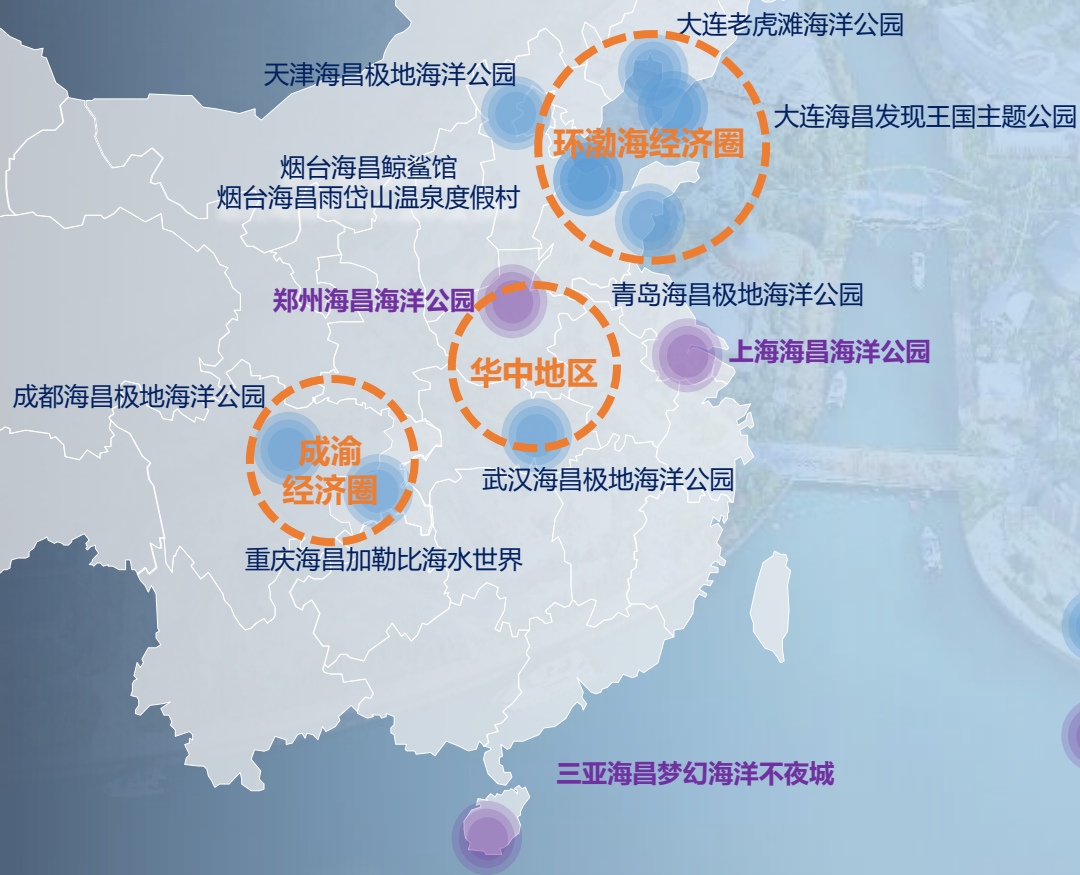 大连老虎滩海洋公园
天津海昌极地海洋公园
大连海昌发现王国主题公园
环渤海经济圈
烟台海昌鲸鲨馆
烟台海昌雨岱山温泉度假村
郑州海昌海洋公园
青岛海昌极地海洋公园
上海海昌海洋公园
华中地区
成都海昌极地海洋公园
成渝
经济圈
武汉海昌极地海洋公园
重庆海昌加勒比海水世界
三亚海昌梦幻海洋不夜城